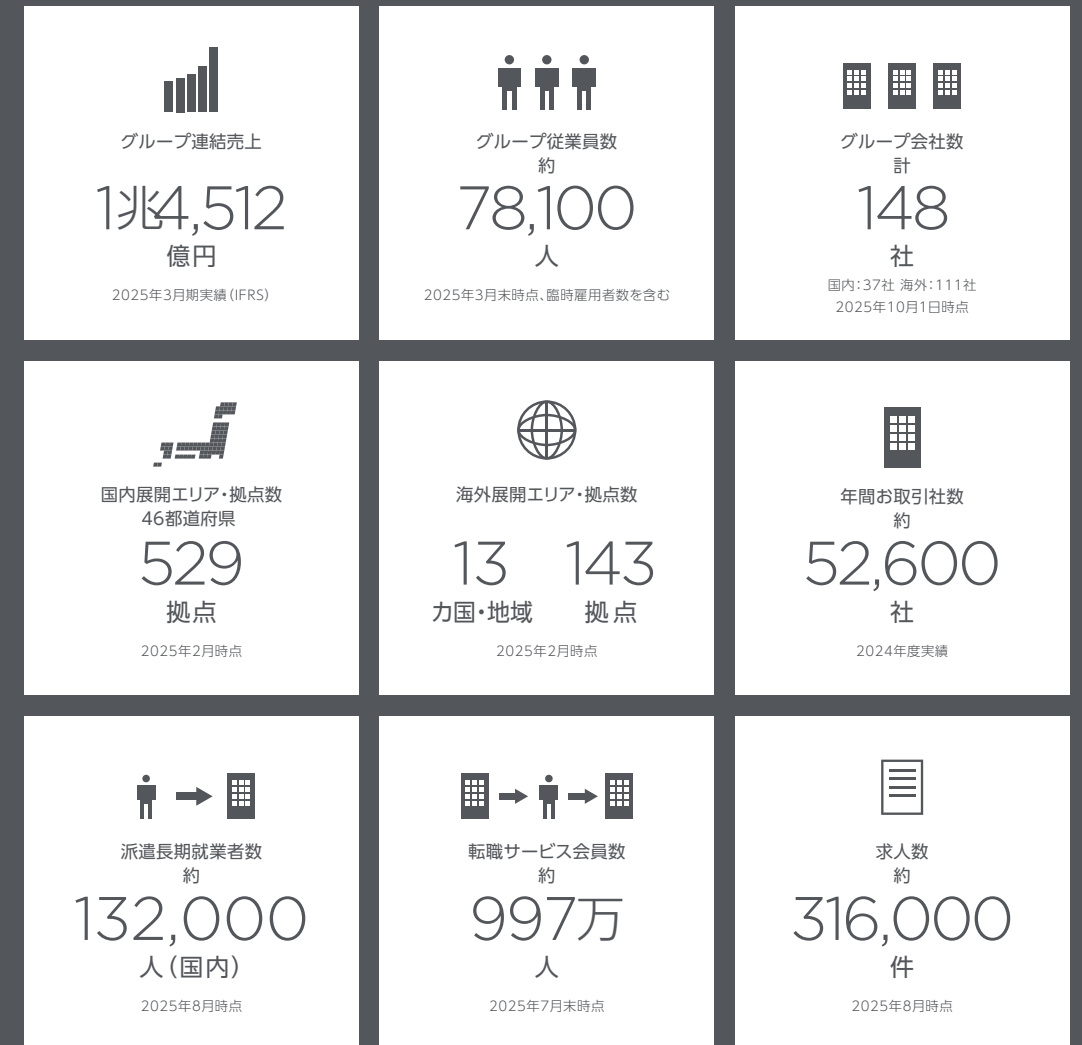 グループ連結売上
1兆4,512
億円
2025年3月期実績（IFRS）
グループ従業員数
約
78,100
人
2025年3月末時点、臨時雇用者数を含む
グループ会社数
計
148
社
国内：37社 海外：111社
2025年10月1日時点
国内展開エリア・拠点数
46都道府県
529
拠点
2025年2月時点
海外展開エリア・拠点数
13 143
カ国・地域 拠点
2025年2月時点
年間お取引社数
約
52,600
社
2024年度実績
派遣長期就業者数
約
132,000
人（国内）
2025年8月時点
転職サービス会員数
約
997万
人
2025年7月末時点
求人数
約
316,000
件
2025年8月時点